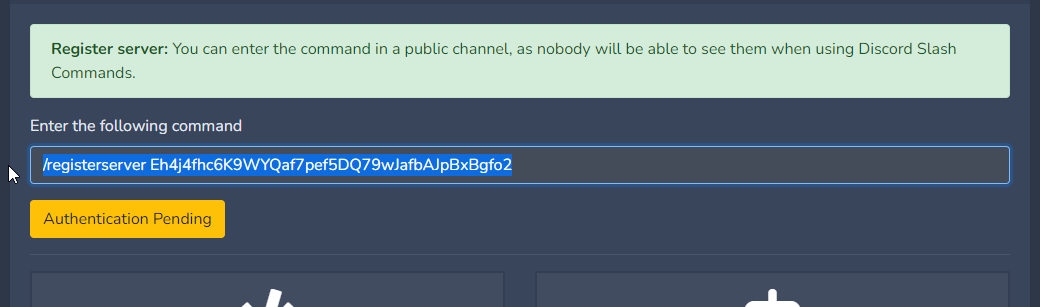 Register server: You can enter the command in a public channel, as nobody will be able to see them when using Discord Slash
Commands.
Enter the following command
/registerserver Eh4j4fhc6K9WYQaf7pef5DQ79wJafbAJpBxBgfo2
Authentication Pending